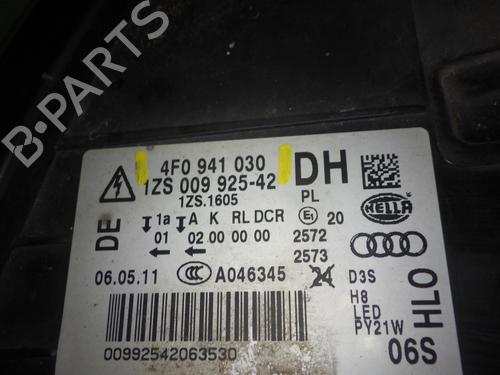 B-PARTS
4F0 941 030 DH
1ZS 009 925-42
1ZS.1605 PL
DE 1a A K RL DCR E1 20 HELLA
01 02 00 00 00 2572
2573
06.05.11 CCC A046345 24 D3S
H8
LED
PY21W
HLO
06S
00992542063530